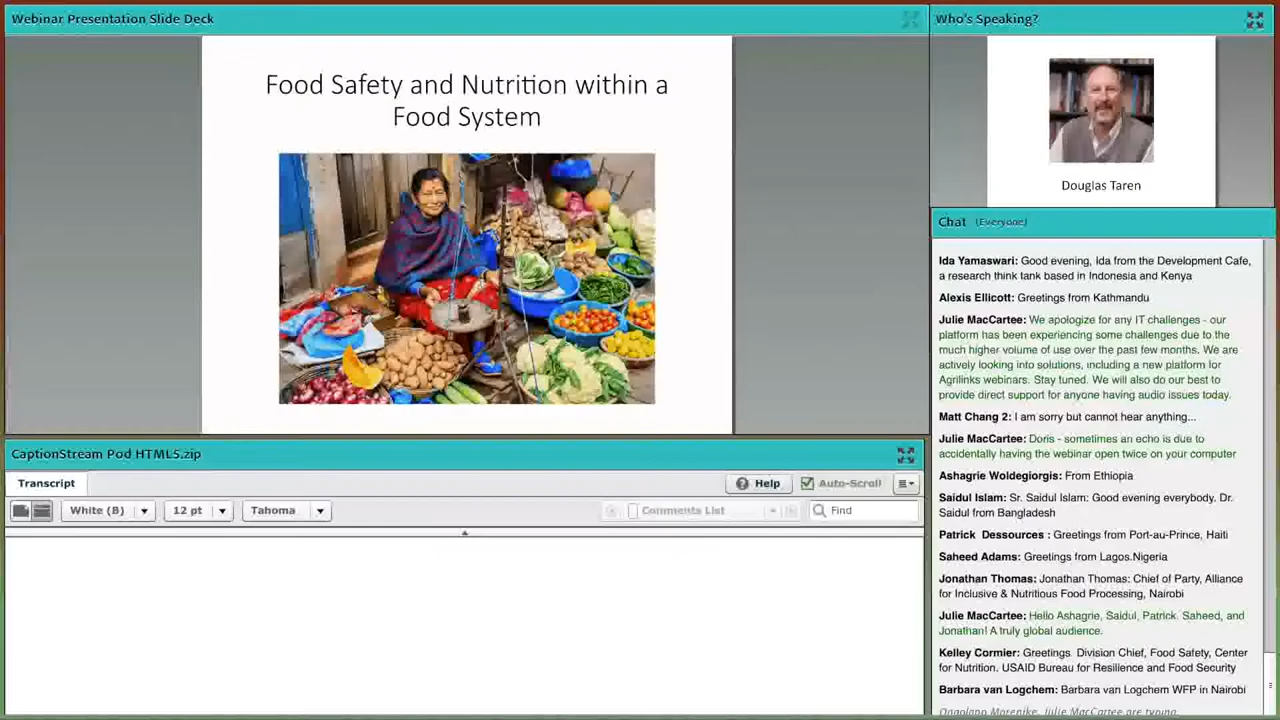 Webinar Presentation Slide Deck
Food Safety and Nutrition within a
Food System
Who's Speaking?
Douglas Taren
Chat (Everyone)
Ida Yamaswari: Good evening, Ida from the Development Cafe,
a research think tank based in Indonesia and Kenya
Alexis Ellicott: Greetings from Kathmandu
Julie MacCartee: We apologize for any IT challenges - our
platform has been experiencing some challenges due to the
much higher volume of use over the past few months. We are
actively looking into solutions, including a new platform for
Agrilinks webinars. Stay tuned. We will also do our best to
provide direct support for anyone having audio issues today.
Matt Chang 2: I am sorry but cannot hear anything...
Julie MacCartee: Doris - sometimes an echo is due to
accidentally having the webinar open twice on your computer
Ashagrie Woldegiorgis: From Ethiopia
Saidul Islam: Sr. Saidul Islam: Good evening everybody. Dr.
Saidul from Bangladesh
Patrick Dessources : Greetings from Port-au-Prince, Haiti
Saheed Adams: Greetings from Lagos.Nigeria
Jonathan Thomas: Jonathan Thomas: Chief of Party, Alliance
for Inclusive & Nutritious Food Processing, Nairobi
Julie MacCartee: Hello Ashagrie, Saidul, Patrick. Saheed, and
Jonathan! A truly global audience.
Kelley Cormier: Greetings. Division Chief, Food Safety, Center
for Nutrition. USAID Bureau for Resilience and Food Security
Barbara van Logchem: Barbara van Logchem WFP in Nairobi
Morenike, Julie MacCartee are typing
CaptionStream Pod HTML5.zip
Transcript
Help
Auto-Scroll
White (B)
12 pt
Tahoma
Comments List
Find